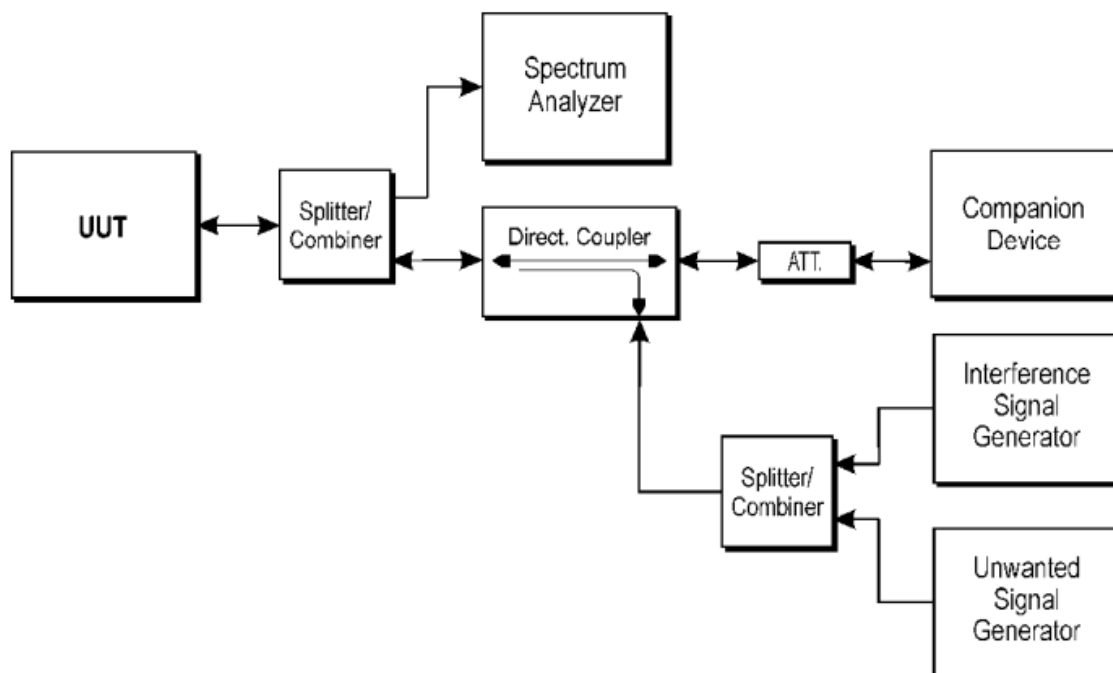 Spectrum
Analyzer
UUT
Splitter/
Combiner
Direct. Coupler
ATT.
Companion
Device
Interference
Signal
Generator
Splitter/
Combiner
Unwanted
Signal
Generator